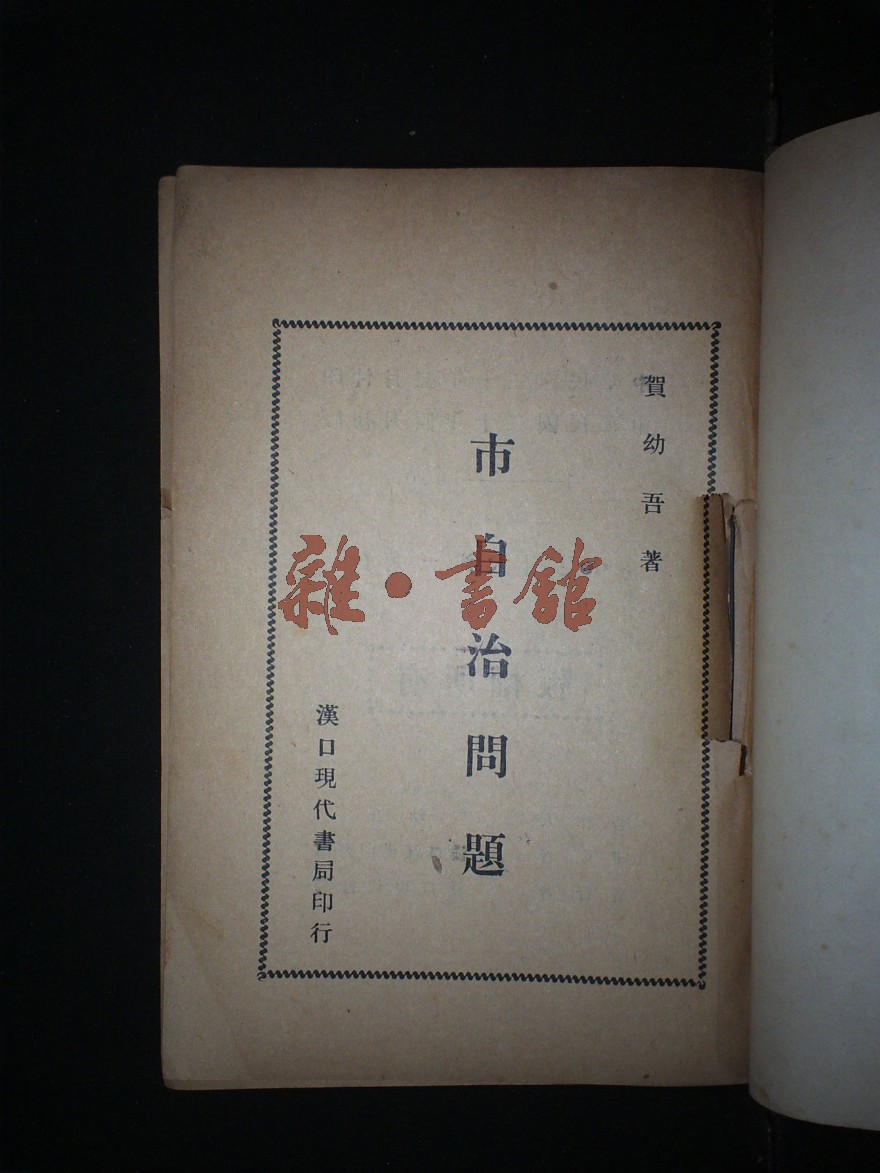 賀幼吾著
市自治問題
漢口現代書局印行
雜·書館